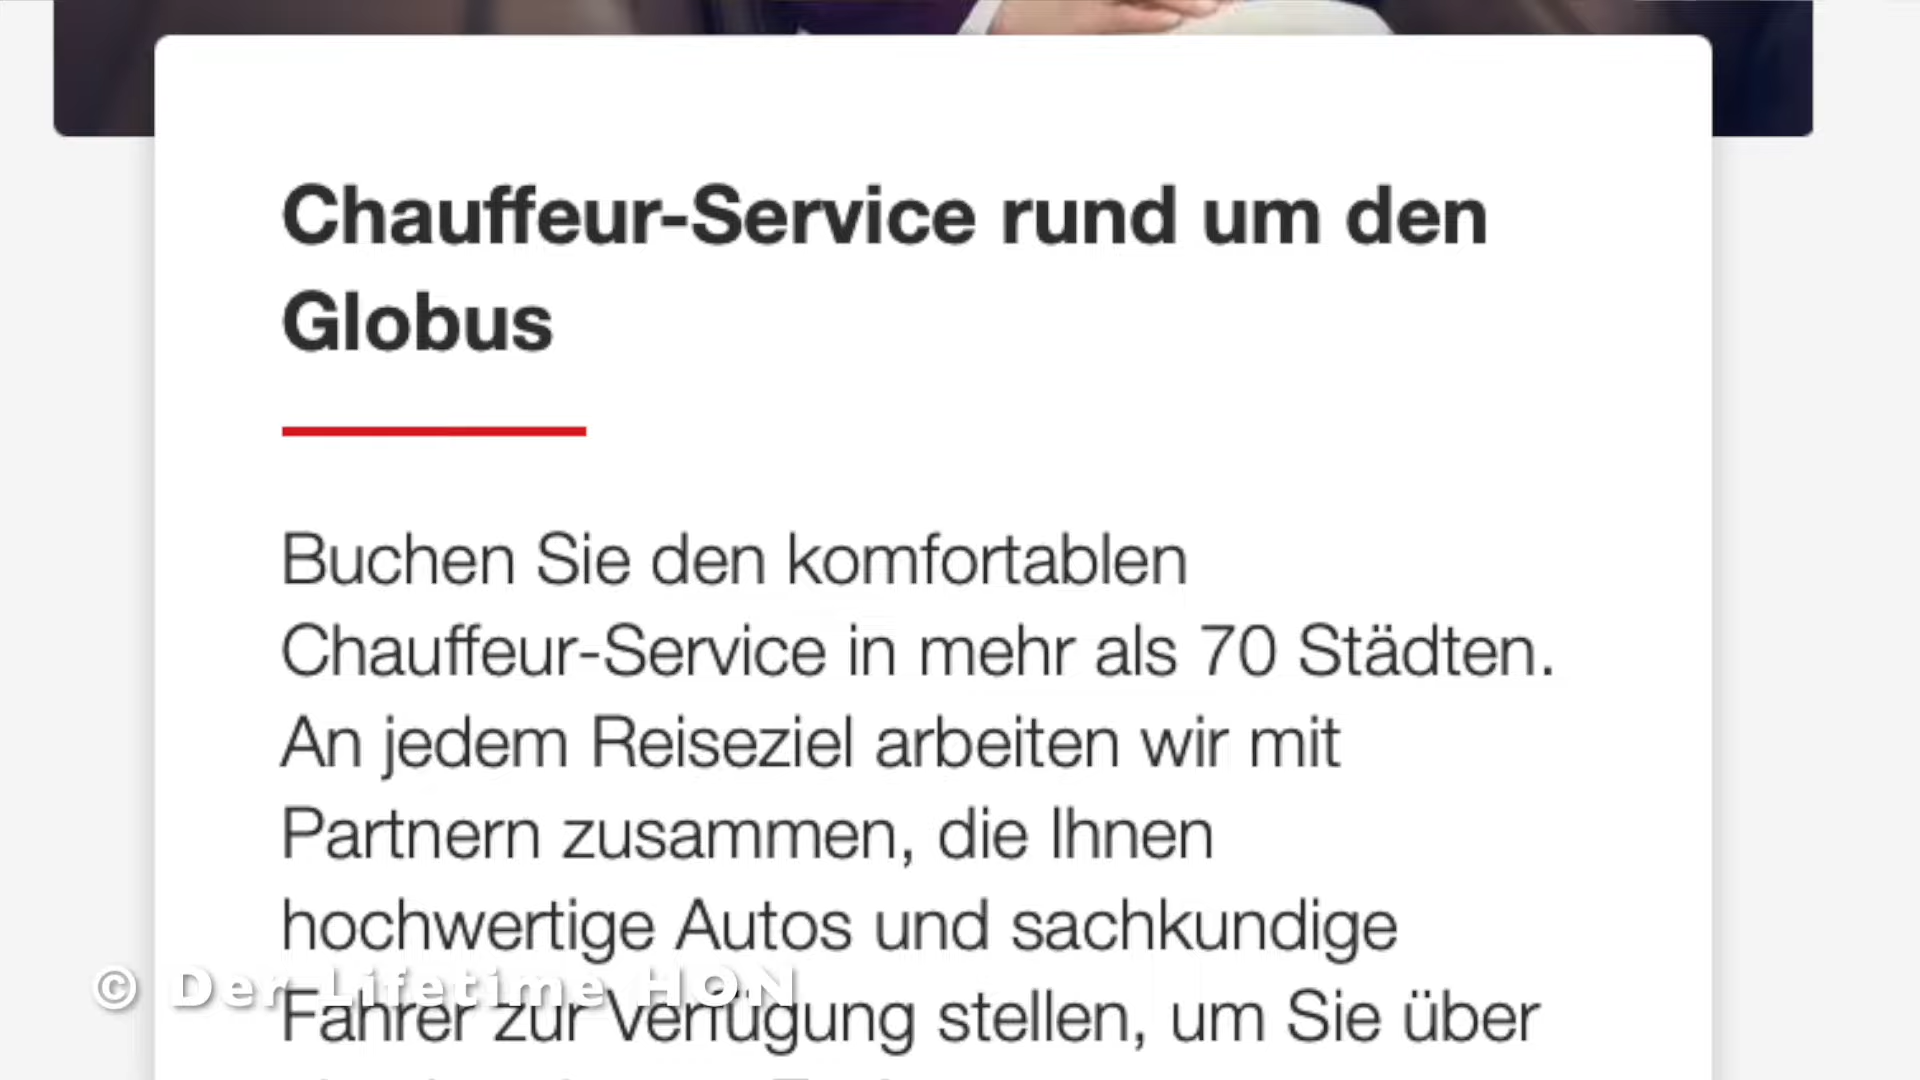 Chauffeur-Service rund um den
Globus
Buchen Sie den komfortablen
Chauffeur-Service in mehr als 70 Städten.
An jedem Reiseziel arbeiten wir mit
Partnern zusammen, die Ihnen
hochwertige Autos und sachkundige
© Der Lifetime HON
Fahrer zur Verfügung stellen, um Sie über